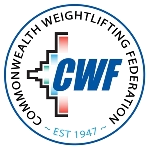 COMMONWEALTH WEIGHTLIFTING FEDERATION
CWF
~ EST 1947 ~